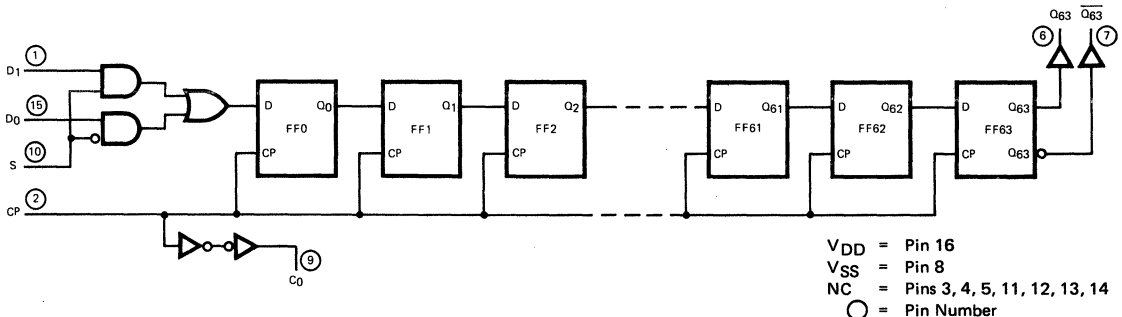 Q63 Q63
6 7
1
D1
15
D0
10
S
2
CP
D Q0
FF0
CP
D Q1
FF1
CP
D Q2
FF2
CP
D Q61
FF61
CP
D Q62
FF62
CP
D Q63
FF63
CP Q63
9
C0
VDD = Pin 16
VSS = Pin 8
NC = Pins 3, 4, 5, 11, 12, 13, 14
= Pin Number